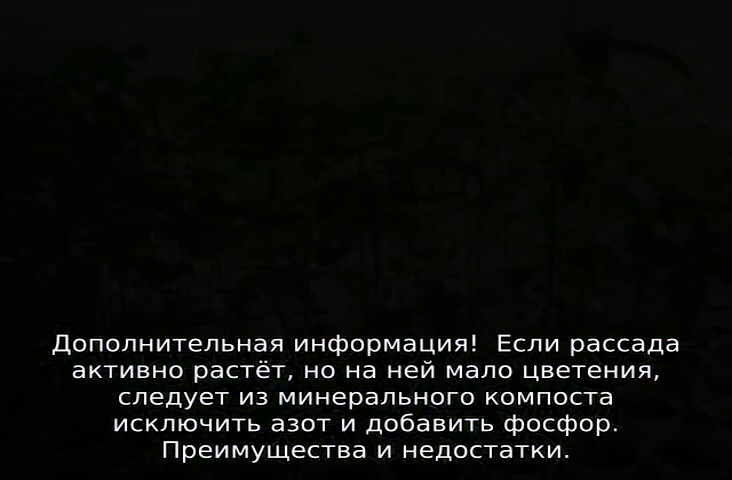 Дополнительная информация!  Если рассада
активно растёт, но на ней мало цветения,
следует из минерального компоста
исключить азот и добавить фосфор.
Преимущества и недостатки.